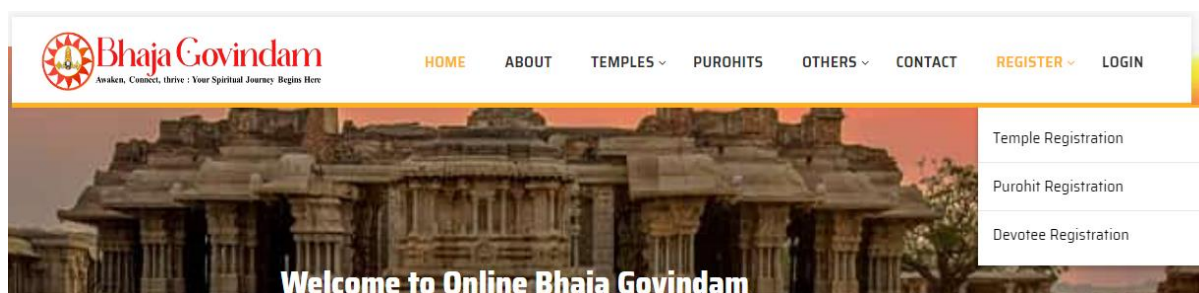 Bhaja Govindam
Awaken, Connect, thrive : Your Spiritual Journey Begins Here
HOME ABOUT TEMPLES PUROHITS OTHERS CONTACT REGISTER LOGIN
Temple Registration
Purohit Registration
Devotee Registration
Welcome to Online Bhaja Govindam